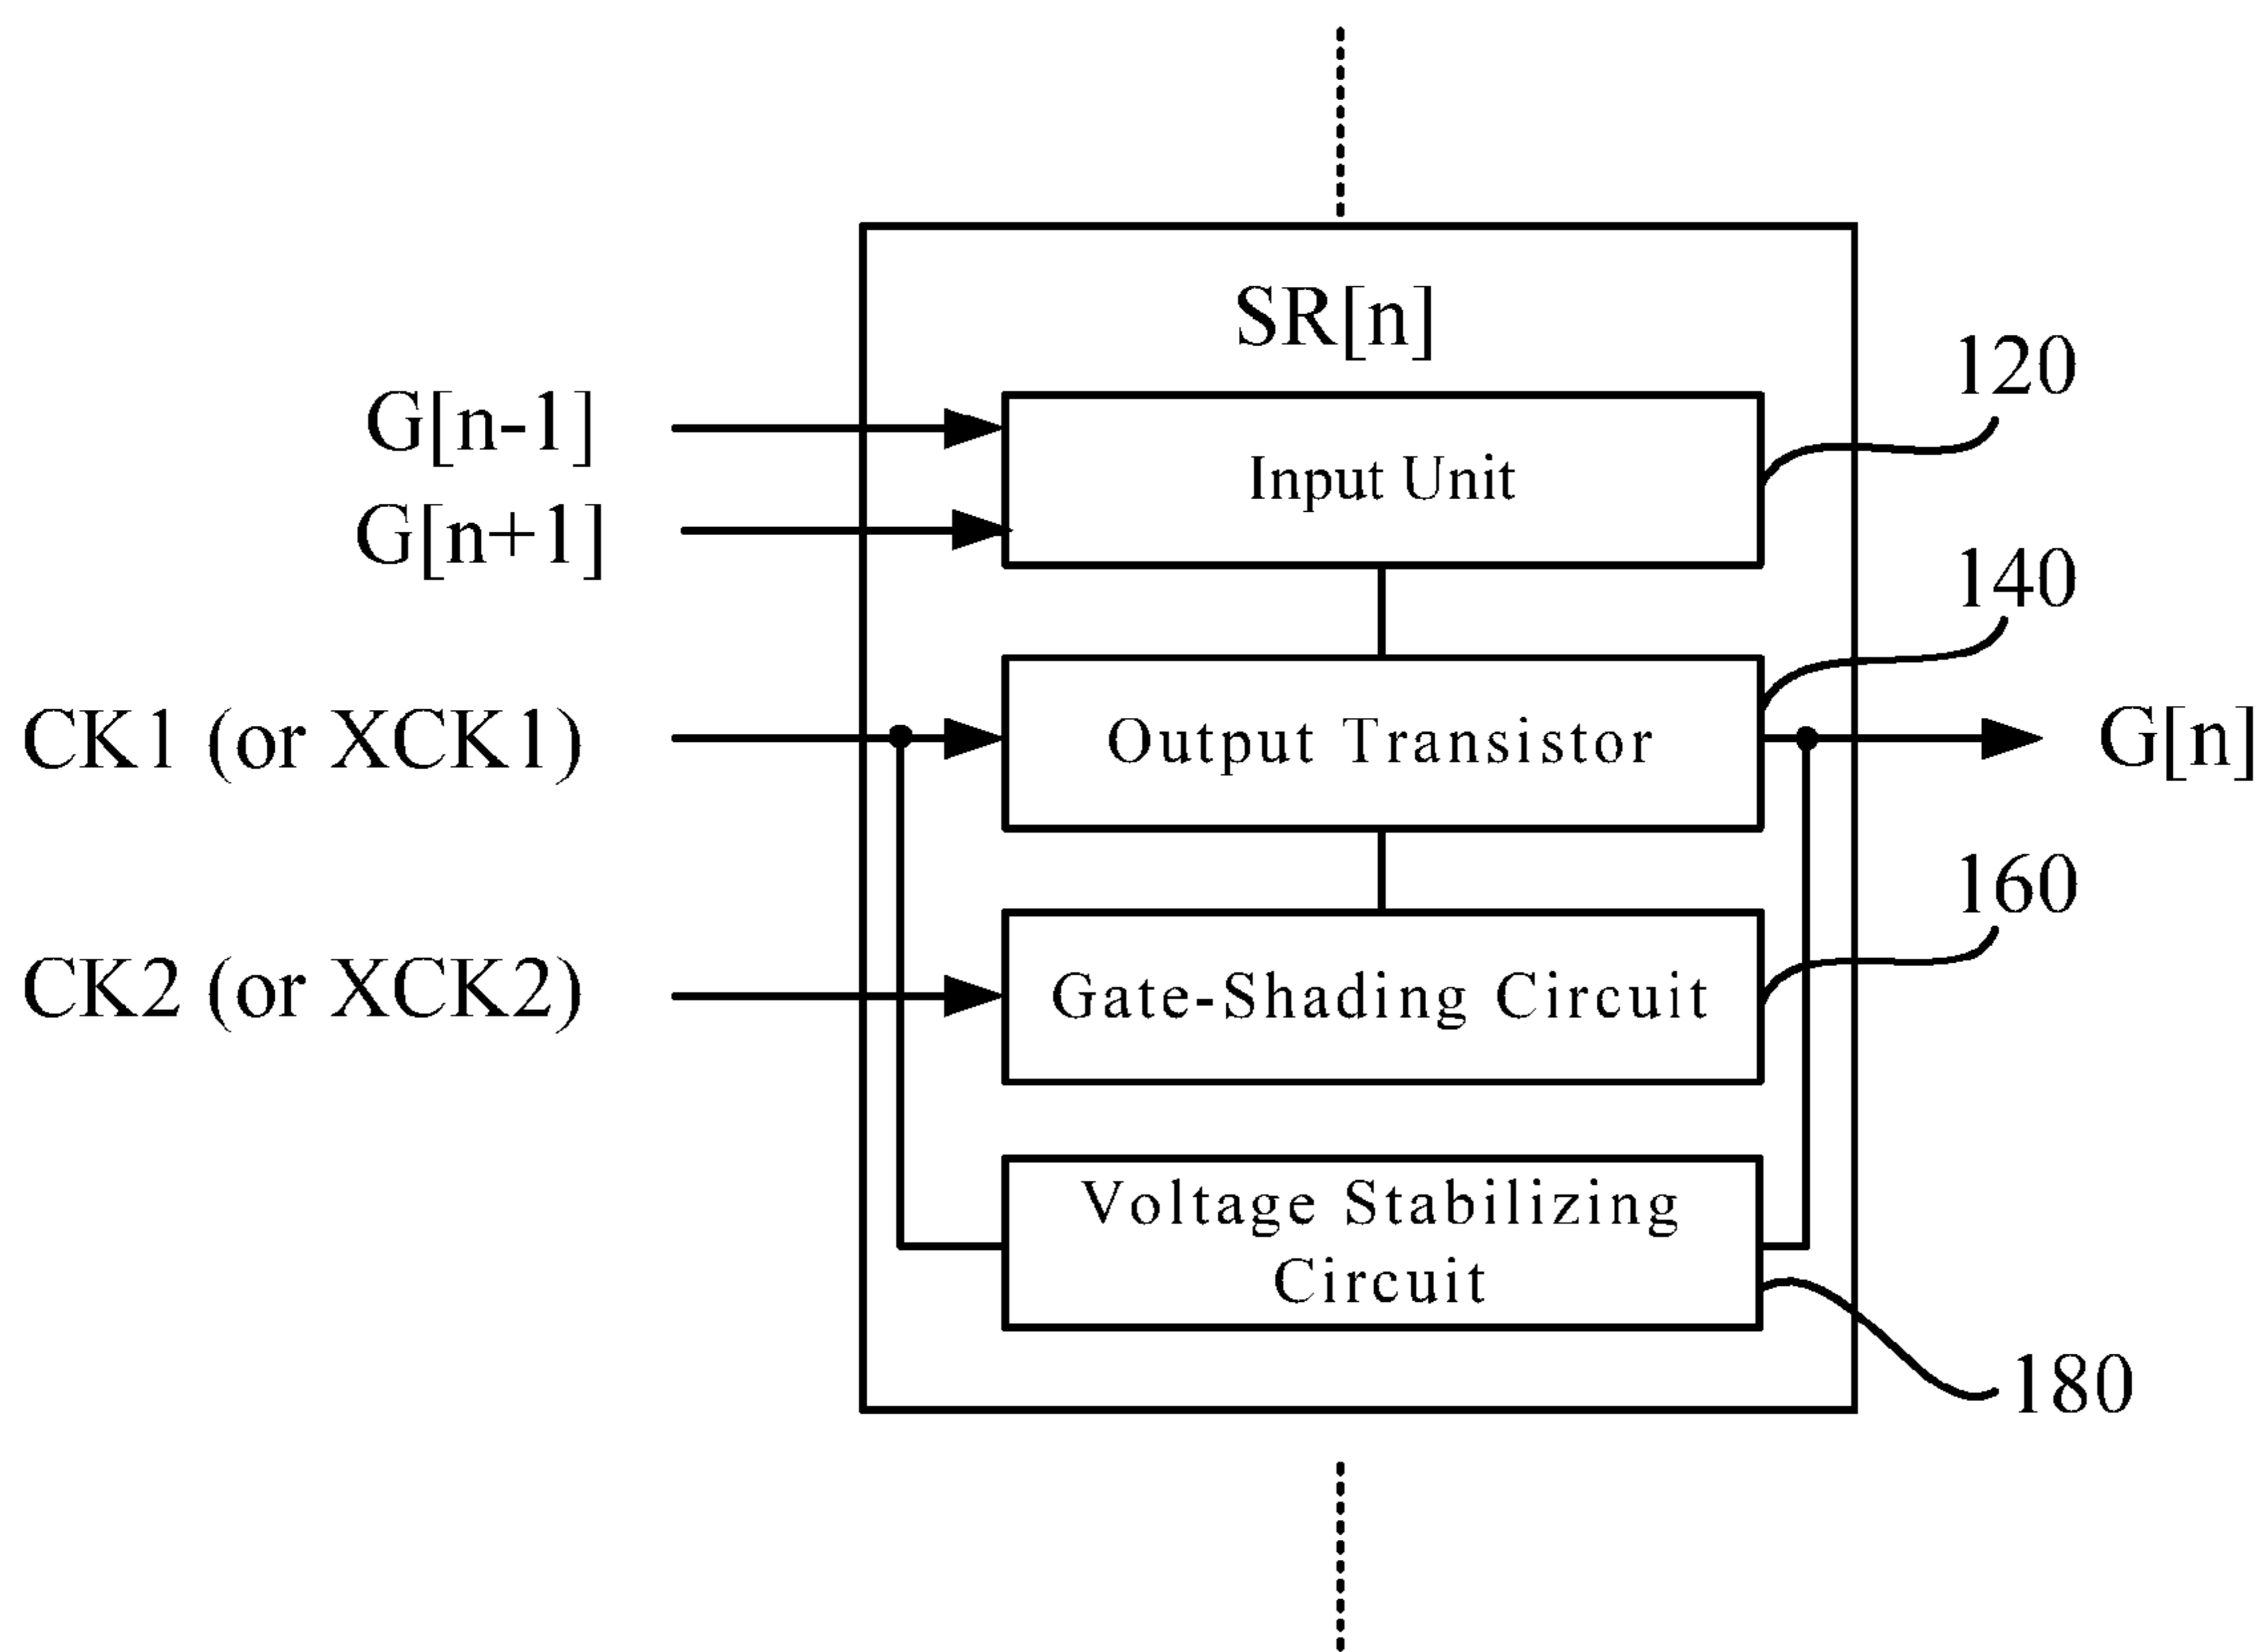 SR[n]
120
G[n-1]
Input Unit
G[n+1]
140
CK1 (or XCK1)
Output Transistor
G[n]
160
CK2 (or XCK2)
Gate-Shading Circuit
Voltage Stabilizing
Circuit
180